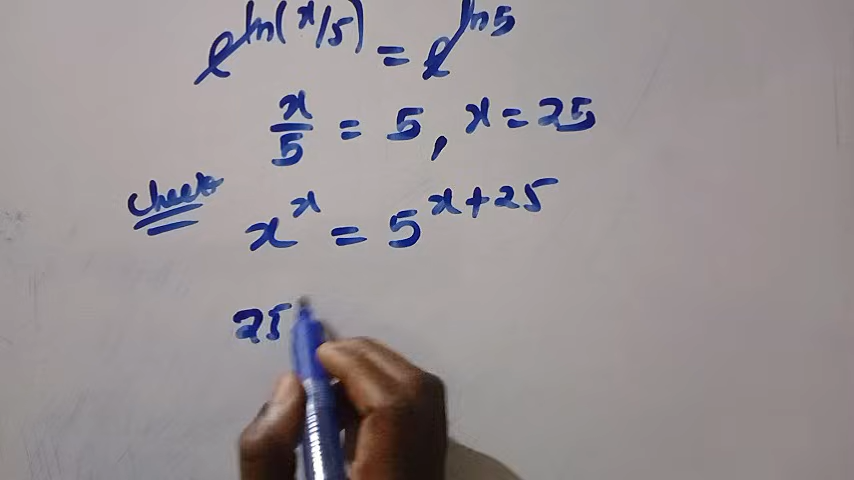 e^ln(x/5) = e^ln5
x/5 = 5, x = 25
Check
x^x = 5^x+25
25